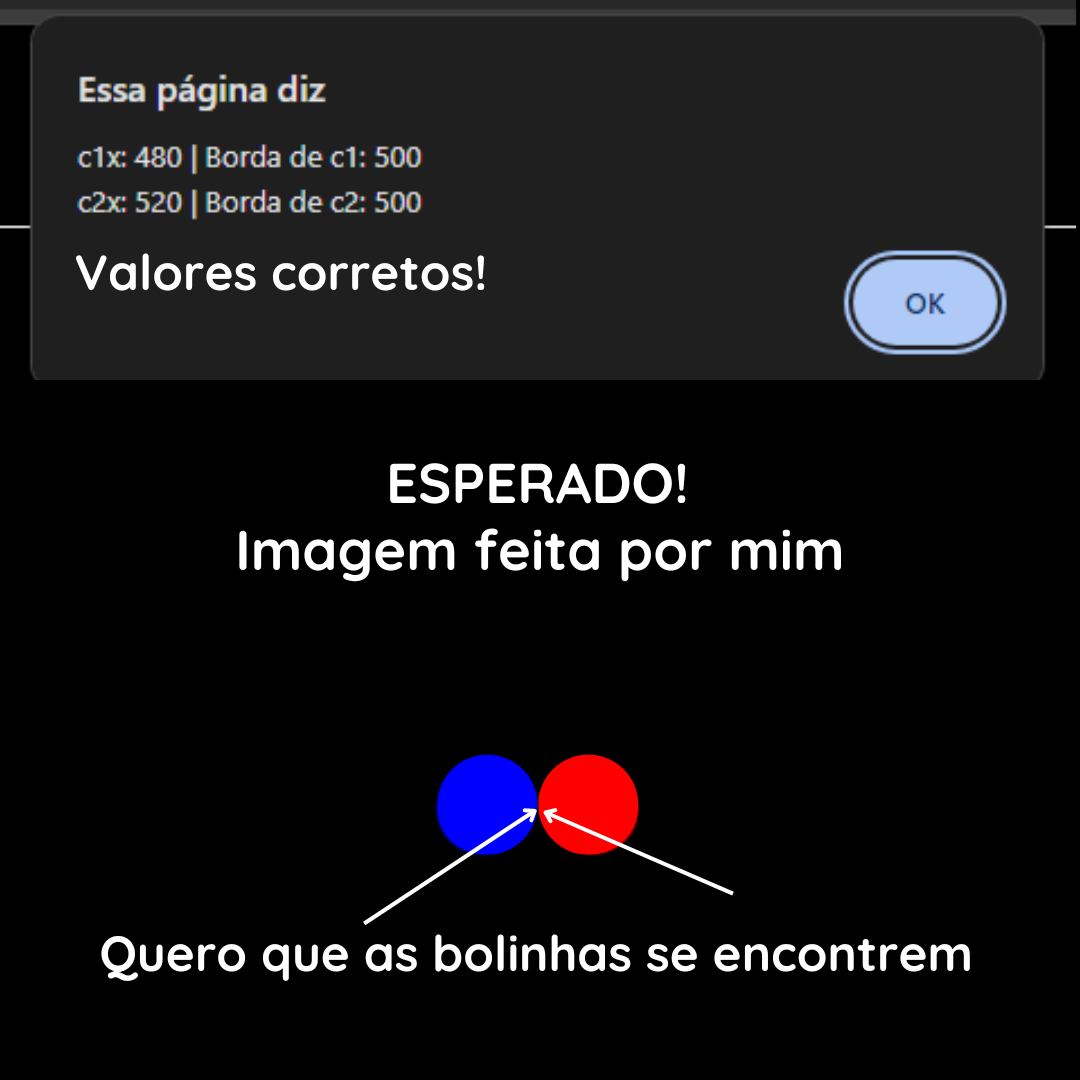 Essa página diz
c1x: 480 | Borda de c1: 500
c2x: 520 | Borda de c2: 500
Valores corretos!
OK
ESPERADO!
Imagem feita por mim
Quero que as bolinhas se encontrem